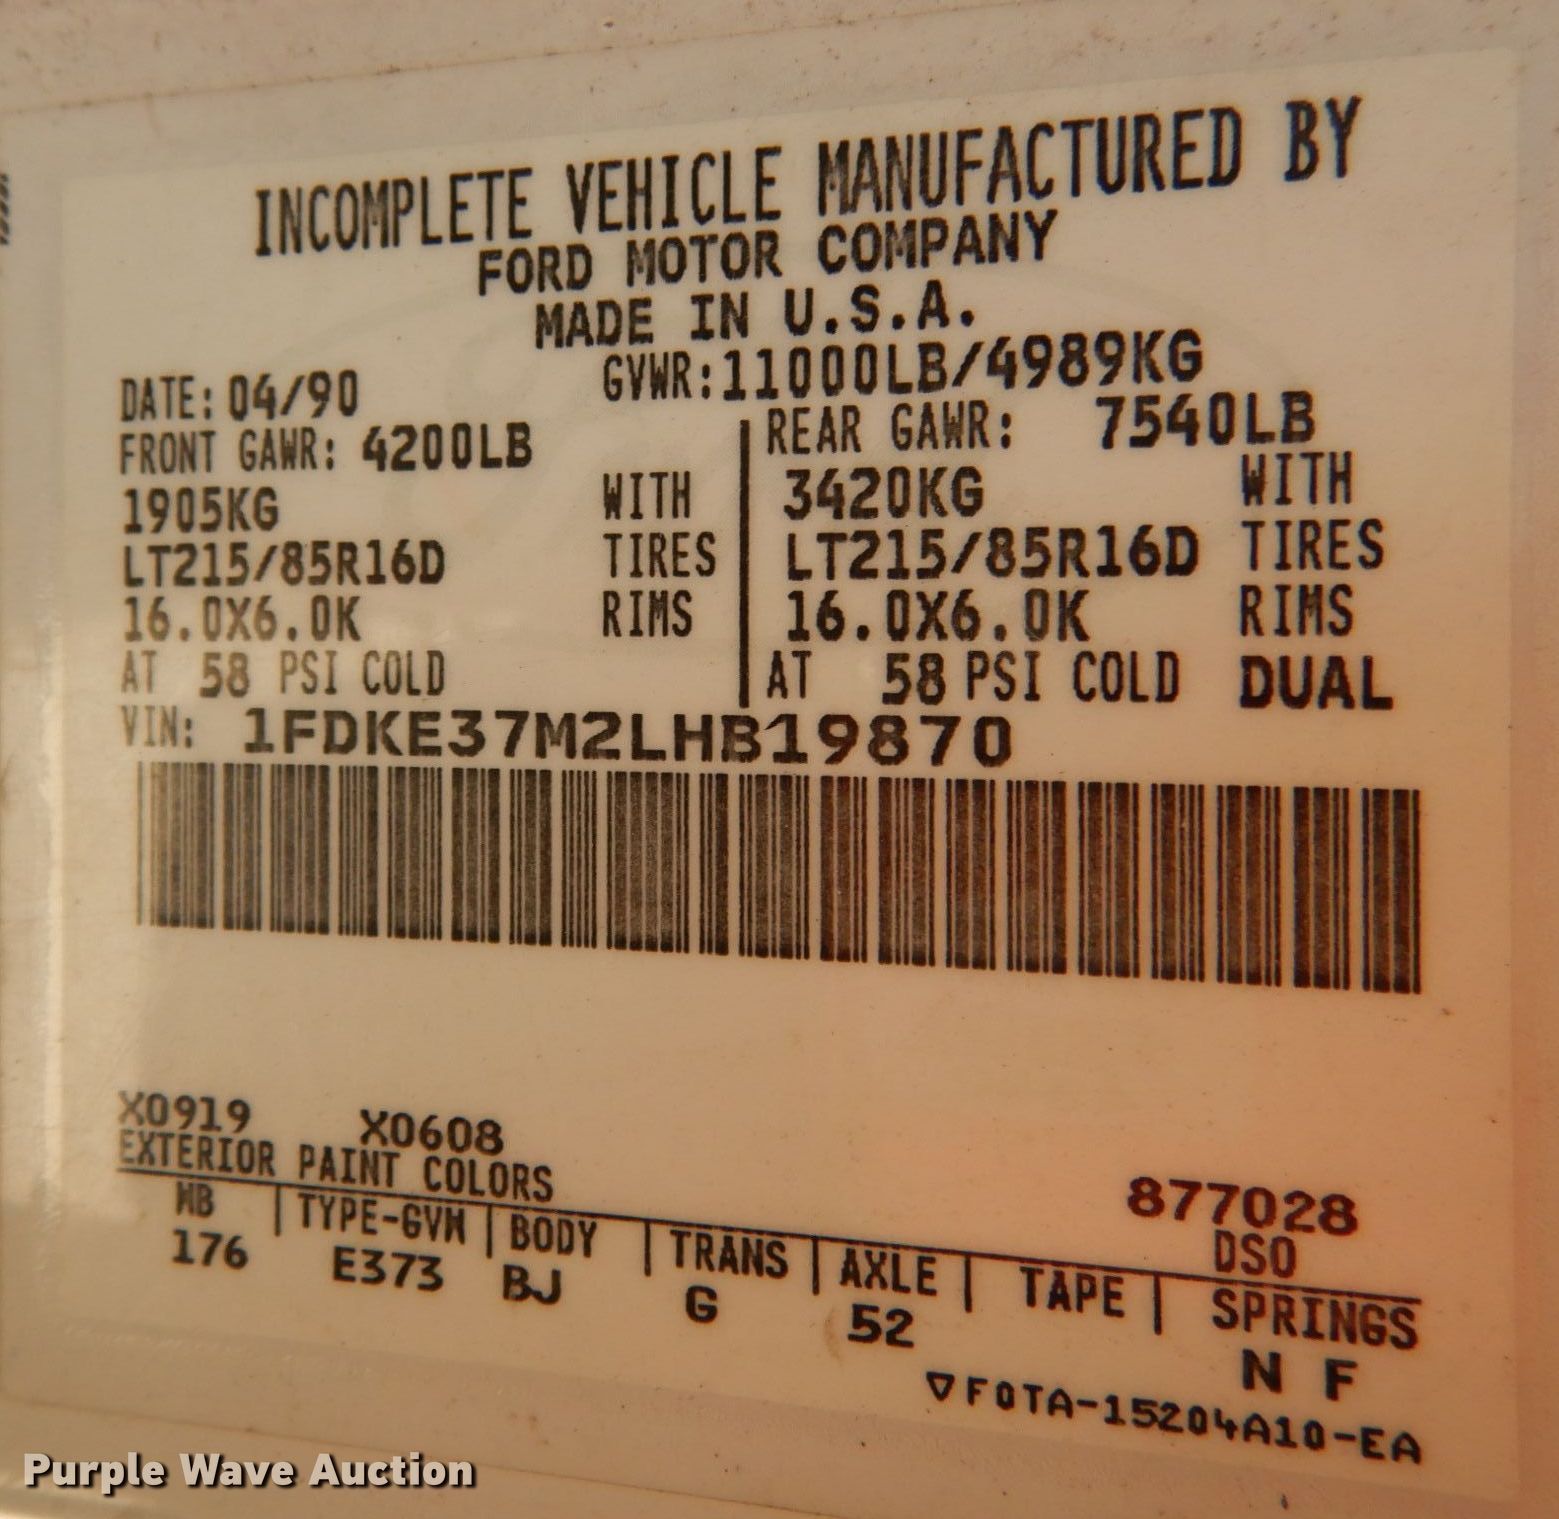 INCOMPLETE VEHICLE MANUFACTURED BY
FORD MOTOR COMPANY
MADE IN U.S.A.
DATE: 04/90 GVWR: 11000LB/4989KG
FRONT GAWR: 4200LB REAR GAWR: 7540LB
1905KG WITH 3420KG WITH
LT215/85R16D TIRES LT215/85R16D TIRES
16.0X6.0K RIMS 16.0X6.0K RIMS
AT 58 PSI COLD AT 58 PSI COLD DUAL
VIN: 1FDKE37M2LHB19870
X0919 X0608
EXTERIOR PAINT COLORS
877028
DSO
WB TYPE-GVM BODY TRANS AXLE TAPE SPRINGS
176 E373 BJ G 52 N F
▽F0TA-15204A10-EA
Purple Wave Auction